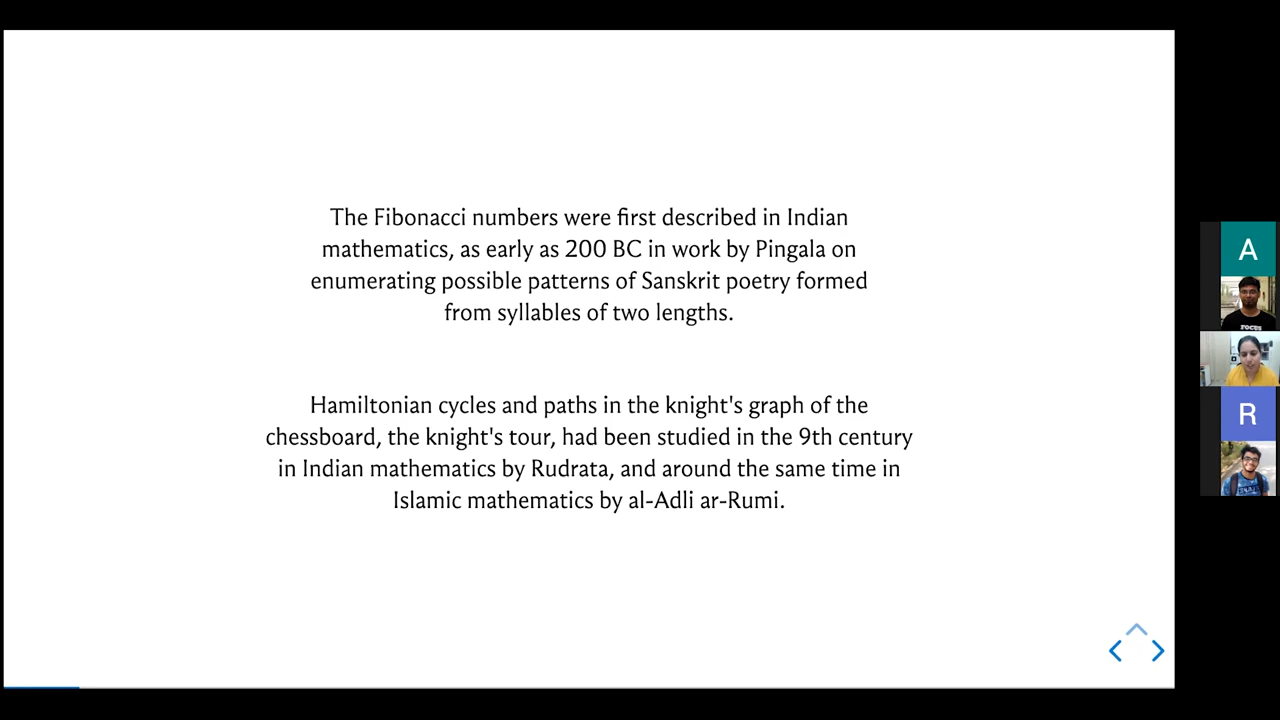 The Fibonacci numbers were first described in Indian
mathematics, as early as 200 BC in work by Pingala on
enumerating possible patterns of Sanskrit poetry formed
from syllables of two lengths.
Hamiltonian cycles and paths in the knight's graph of the
chessboard, the knight's tour, had been studied in the 9th century
in Indian mathematics by Rudrata, and around the same time in
Islamic mathematics by al-Adli ar-Rumi.
A
FOCUS
R